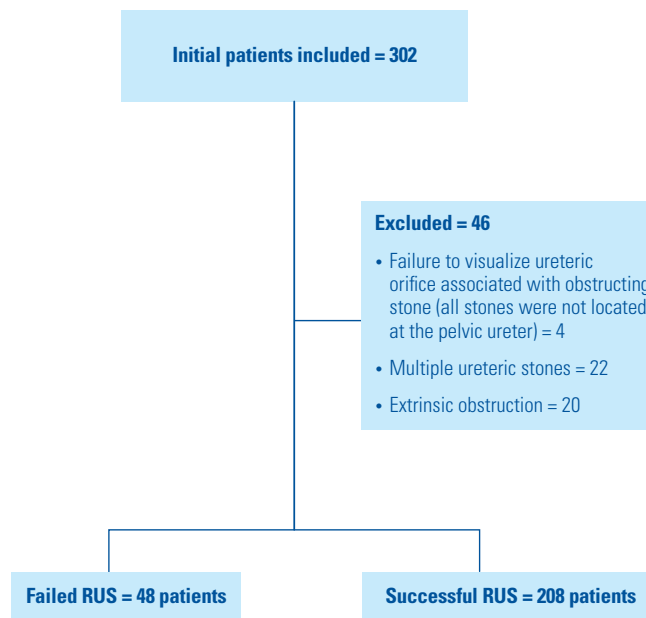 Initial patients included = 302
Excluded = 46
• Failure to visualize ureteric
orifice associated with obstructing
stone (all stones were not located
at the pelvic ureter) = 4
• Multiple ureteric stones = 22
• Extrinsic obstruction = 20
Failed RUS = 48 patients
Successful RUS = 208 patients